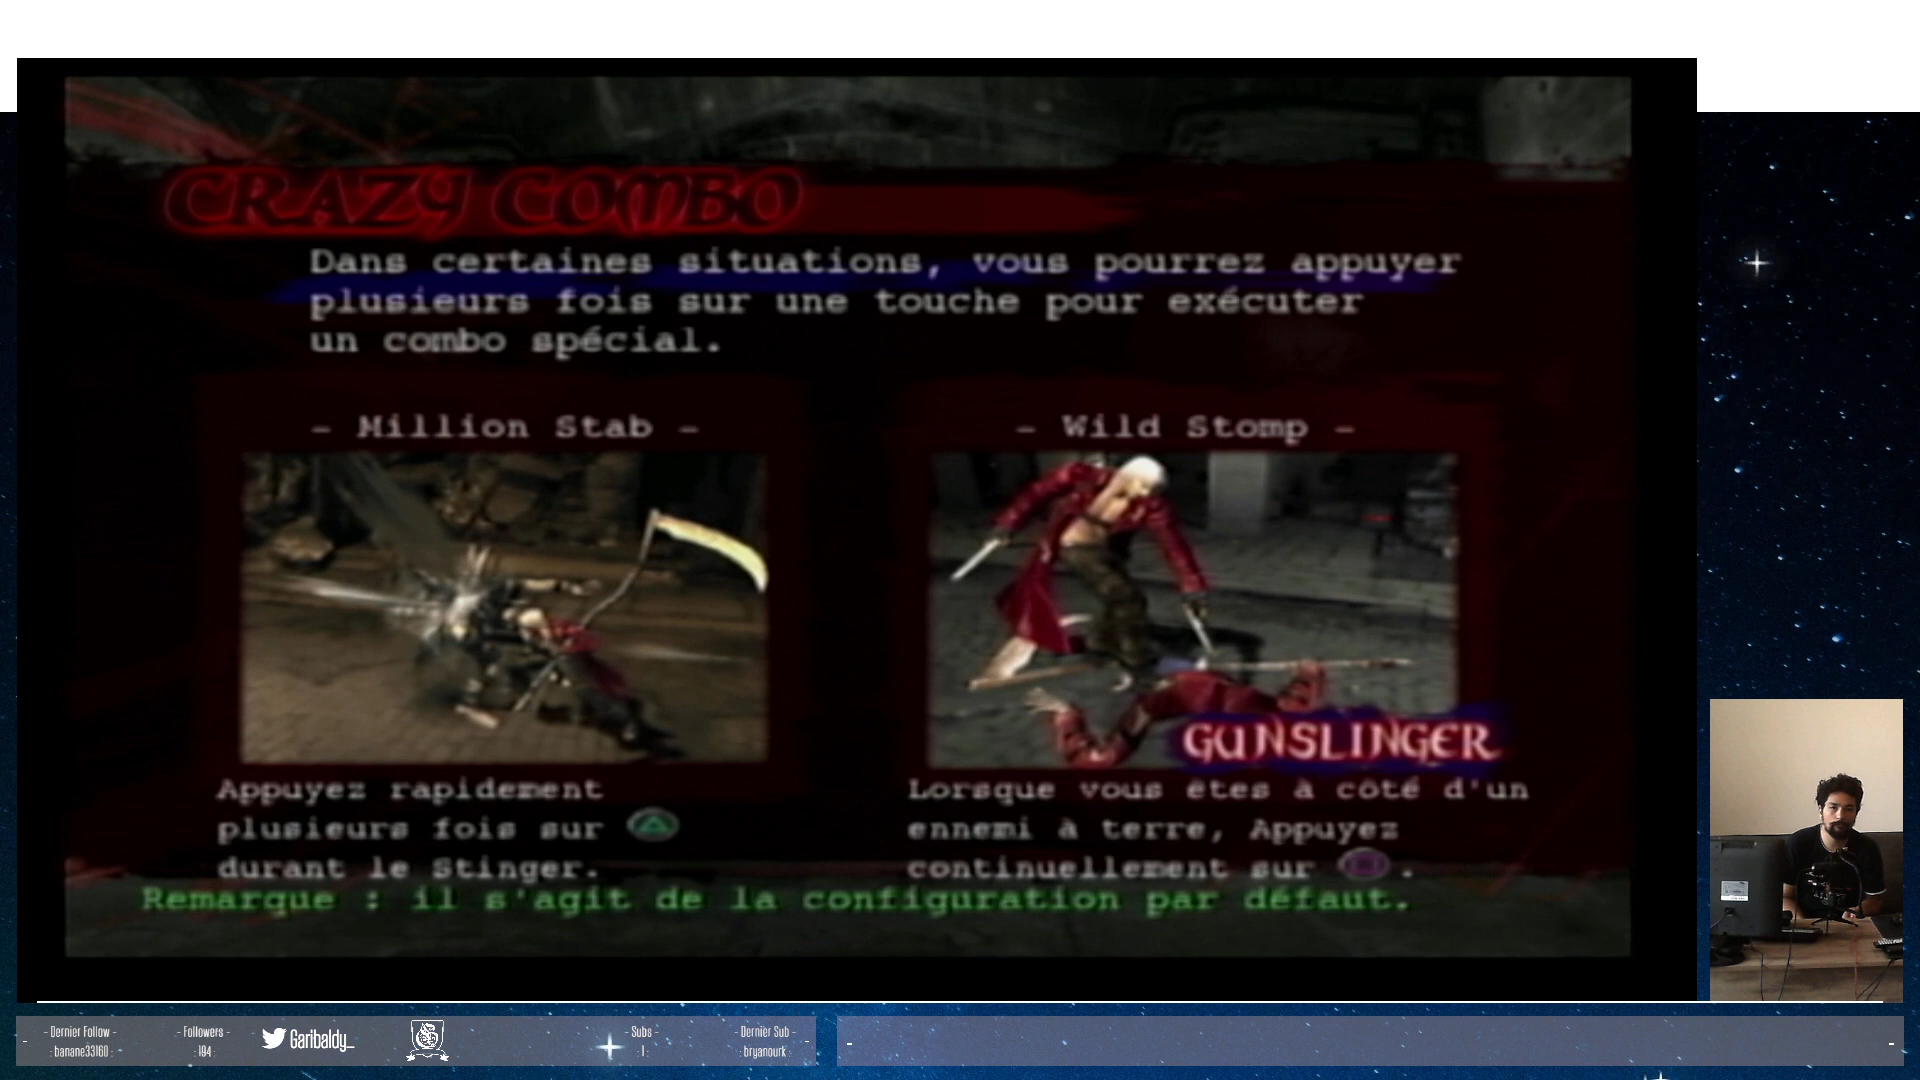 CRAZY COMBO
Dans certaines situations, vous pourrez appuyer
plusieurs fois sur une touche pour exécuter
un combo spécial.
- Million Stab -
- Wild Stomp -
GUNSLINGER
Appuyez rapidement
plusieurs fois sur
durant le Stinger.
Lorsque vous êtes à côté d'un
ennemi à terre, Appuyez
continuellement sur .
Remarque : il s'agit de la configuration par défaut.
- Dernier Follow -
: banane33160 :
- Followers -
: 194 :
Garibaldy_
- Subs -
: 1 :
- Dernier Sub -
: bryanourk :